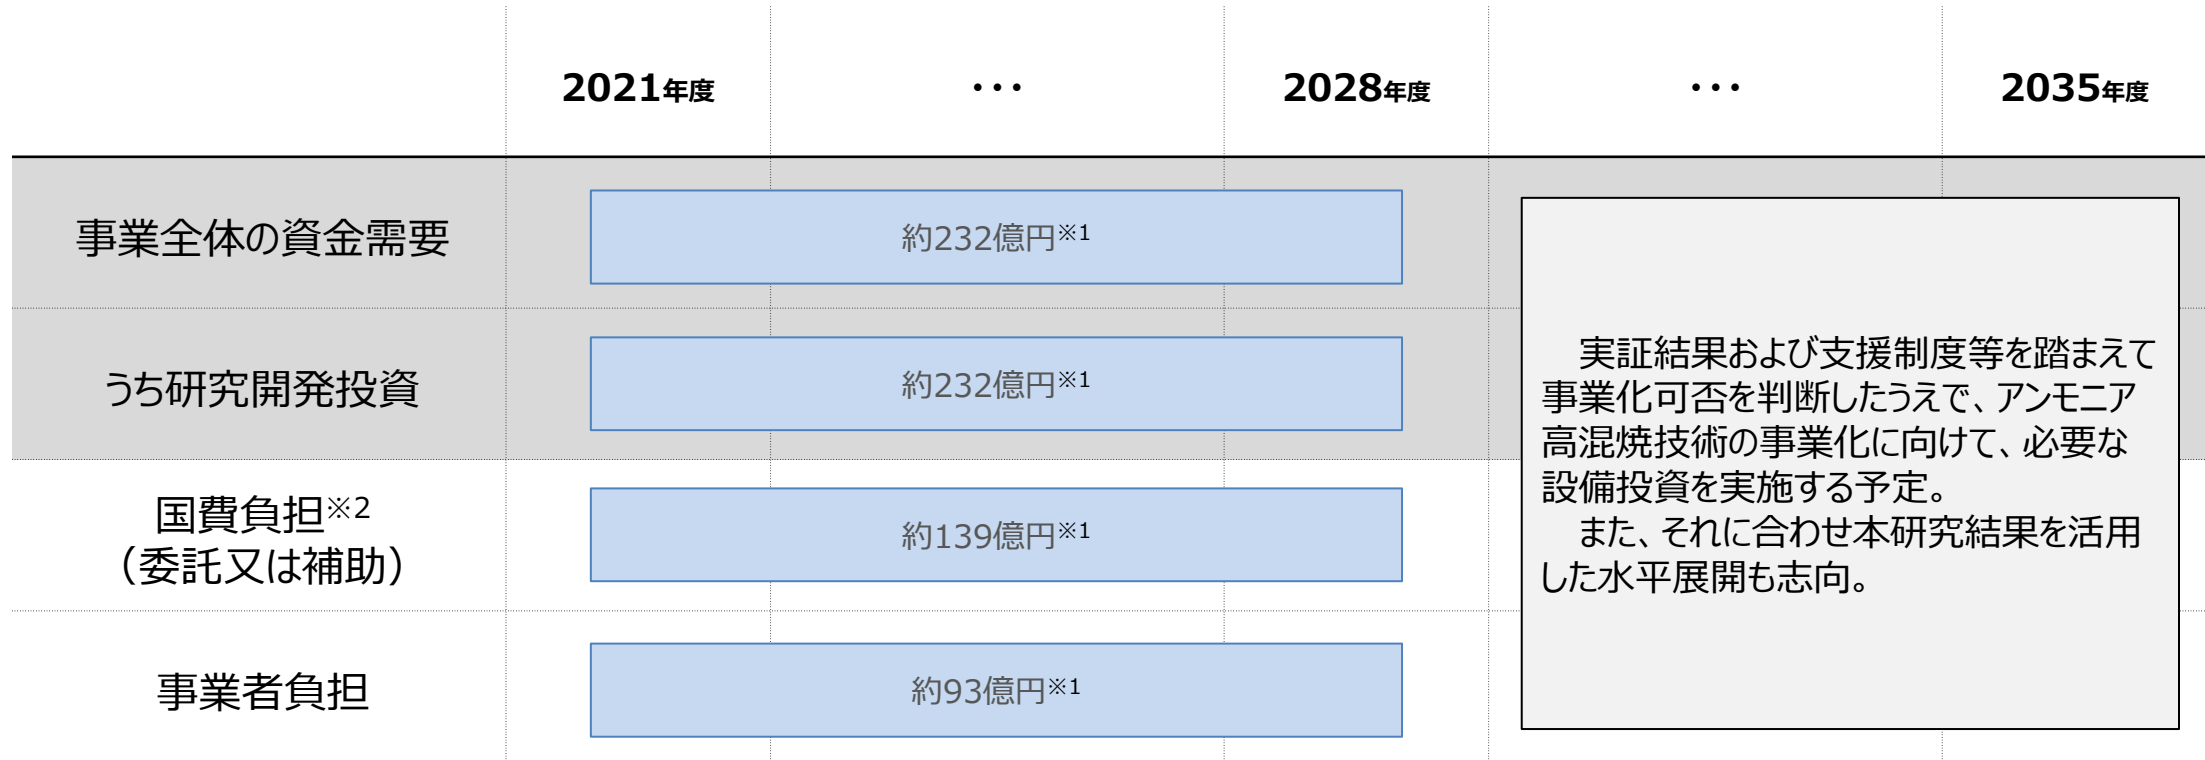 2021年度 ・・・ 2028年度 ・・・ 2035年度
事業全体の資金需要
約232億円※1
うち研究開発投資
約232億円※1
国費負担※2
（委託又は補助）
約139億円※1
事業者負担
約93億円※1
実証結果および支援制度等を踏まえて
事業化可否を判断したうえで、アンモニア
高混焼技術の事業化に向けて、必要な
設備投資を実施する予定。
また、それに合わせ本研究結果を活用
した水平展開も志向。